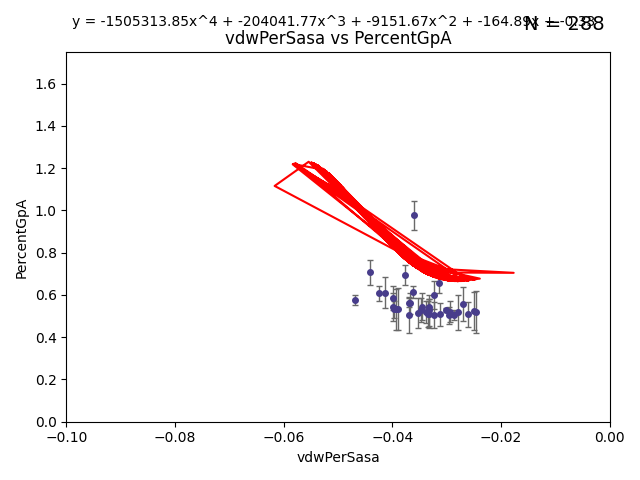 y = -1505313.85x^4 + -204041.77x^3 + -9151.67x^2 + -164.89x + -0.33
N = 288
vdwPerSasa vs PercentGpA
1.6
1.4
1.2
1.0
0.8
0.6
0.4
0.2
0.0
PercentGpA
−0.10 −0.08 −0.06 −0.04 −0.02 0.00
vdwPerSasa